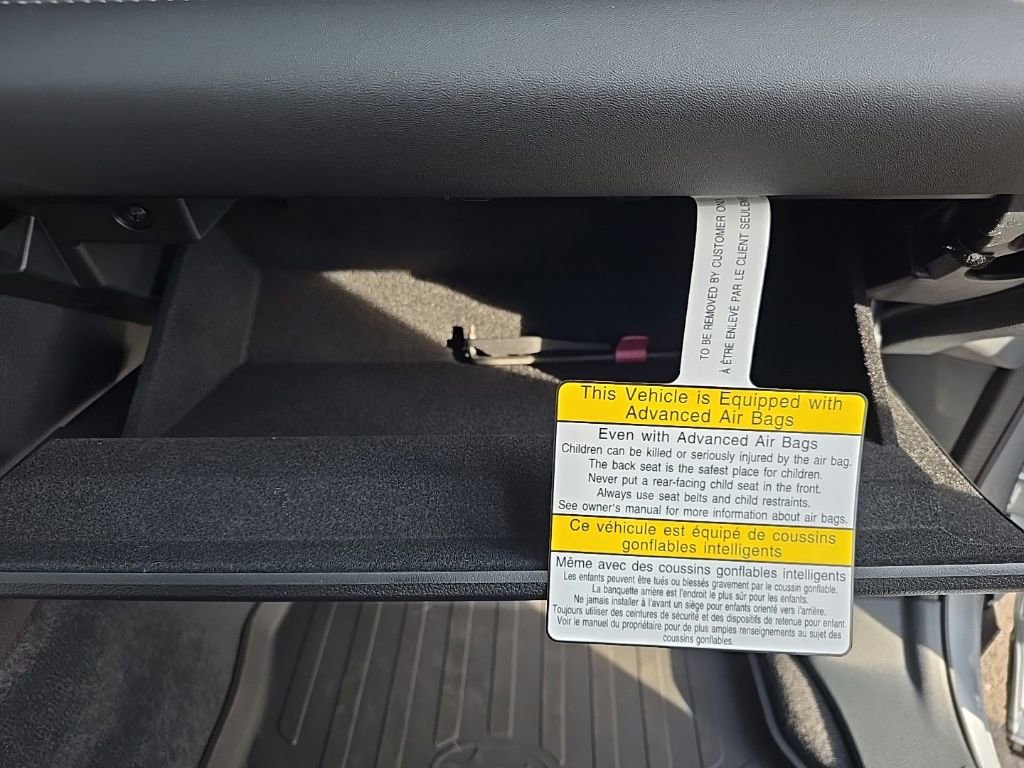 TO BE REMOVED BY CUSTOMER
À ÊTRE ENLEVÉ PAR LE CLIENT
This Vehicle is Equipped with
Advanced Air Bags
Even with Advanced Air Bags
Children can be killed or seriously injured by the air bag.
The back seat is the safest place for children.
Never put a rear-facing child seat in the front.
Always use seat belts and child restraints.
See owner's manual for more information about air bags.
Ce véhicule est équipé de coussins
gonflables intelligents
Même avec des coussins gonflables intelligents
Les enfants peuvent être tués ou blessés gravement par le coussin gonflable.
La banquette arrière est l'endroit le plus sûr pour les enfants.
Ne jamais installer à l'avant un siège pour enfants orienté vers l'arrière.
Toujours utiliser des ceintures de sécurité et des dispositifs de retenue pour enfant.
Voir le manuel du propriétaire pour de plus amples renseignements au sujet des
coussins gonflables.